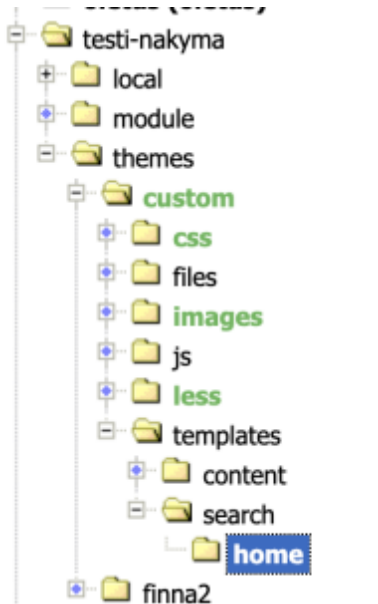 testi-nakyma
local
module
themes
custom
css
files
images
js
less
templates
content
search
home
finna2